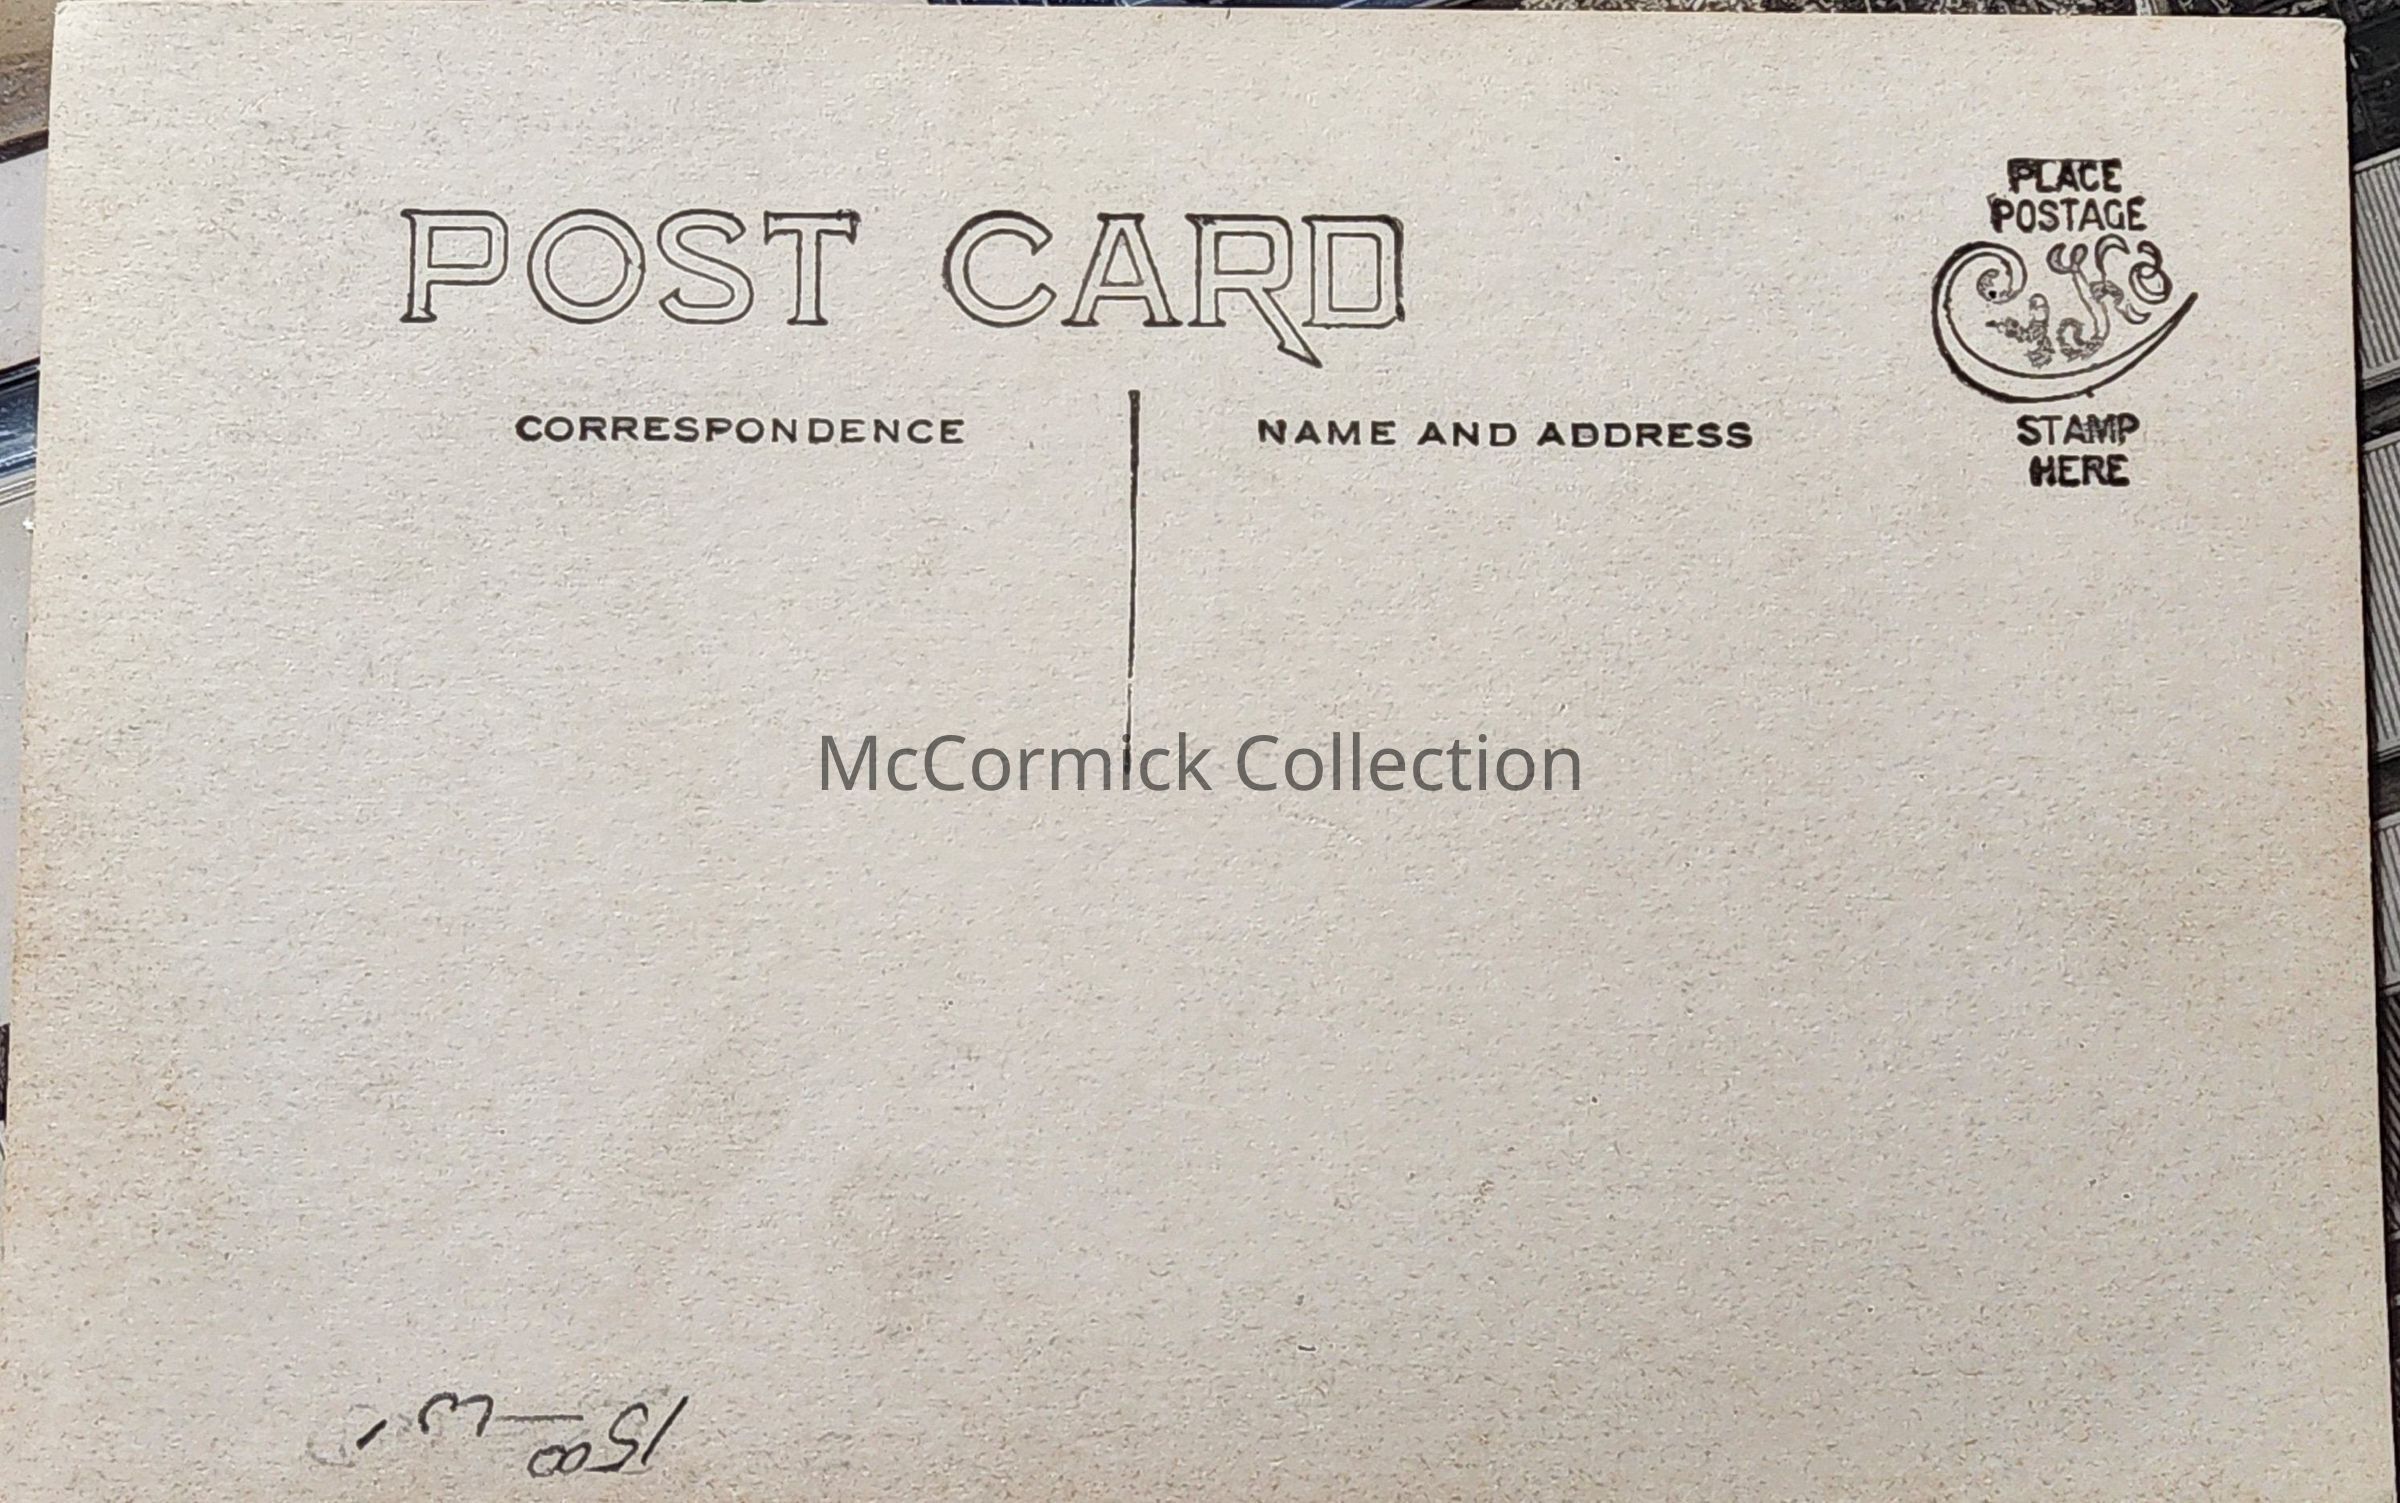 POST CARD
PLACE
POSTAGE
STAMP
HERE
CORRESPONDENCE
NAME AND ADDRESS
McCormick Collection
1500